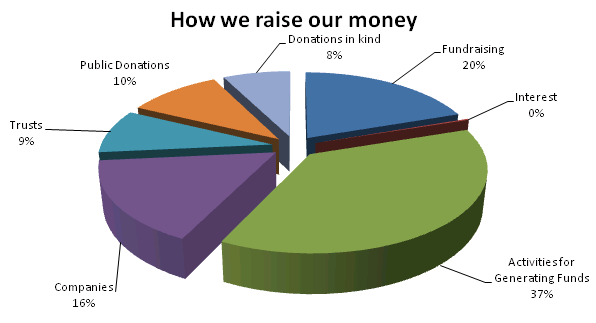 How we raise our money
Donations in kind
8%
Fundraising
20%
Interest
0%
Activities for
Generating Funds
37%
Companies
16%
Trusts
9%
Public Donations
10%